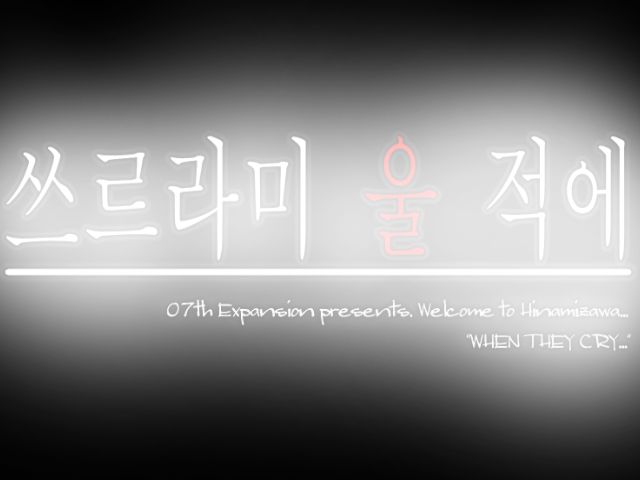 쓰르라미 울 적에
07th Expansion presents. Welcome to Hinamizawa...
"WHEN THEY CRY..."